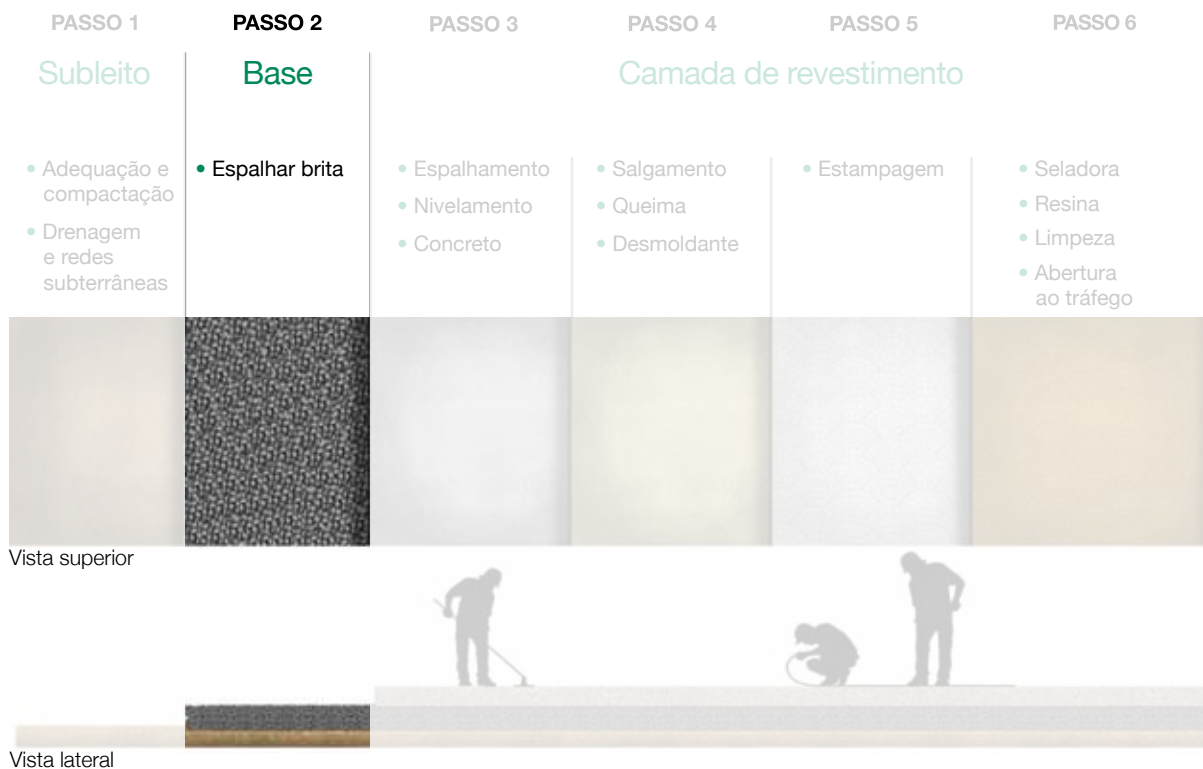 PASSO 1
PASSO 2
PASSO 3
PASSO 4
PASSO 5
PASSO 6
Subleito
Base
Camada de revestimento
• Adequação e
compactação
• Drenagem
e redes
subterrâneas
• Espalhar brita
• Espalhamento
• Nivelamento
• Concreto
• Salgamento
• Queima
• Desmoldante
• Estampagem
• Seladora
• Resina
• Limpeza
• Abertura
ao tráfego
Vista superior
Vista lateral